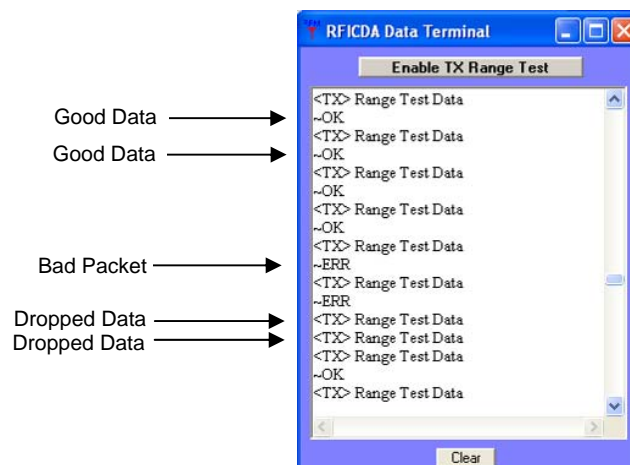 RFICDA Data Terminal
Enable TX Range Test
<TX> Range Test Data
Good Data
~OK
<TX> Range Test Data
Good Data
~OK
<TX> Range Test Data
~OK
<TX> Range Test Data
~OK
<TX> Range Test Data
Bad Packet
~ERR
<TX> Range Test Data
~ERR
Dropped Data
<TX> Range Test Data
Dropped Data
<TX> Range Test Data
<TX> Range Test Data
~OK
<TX> Range Test Data
Clear